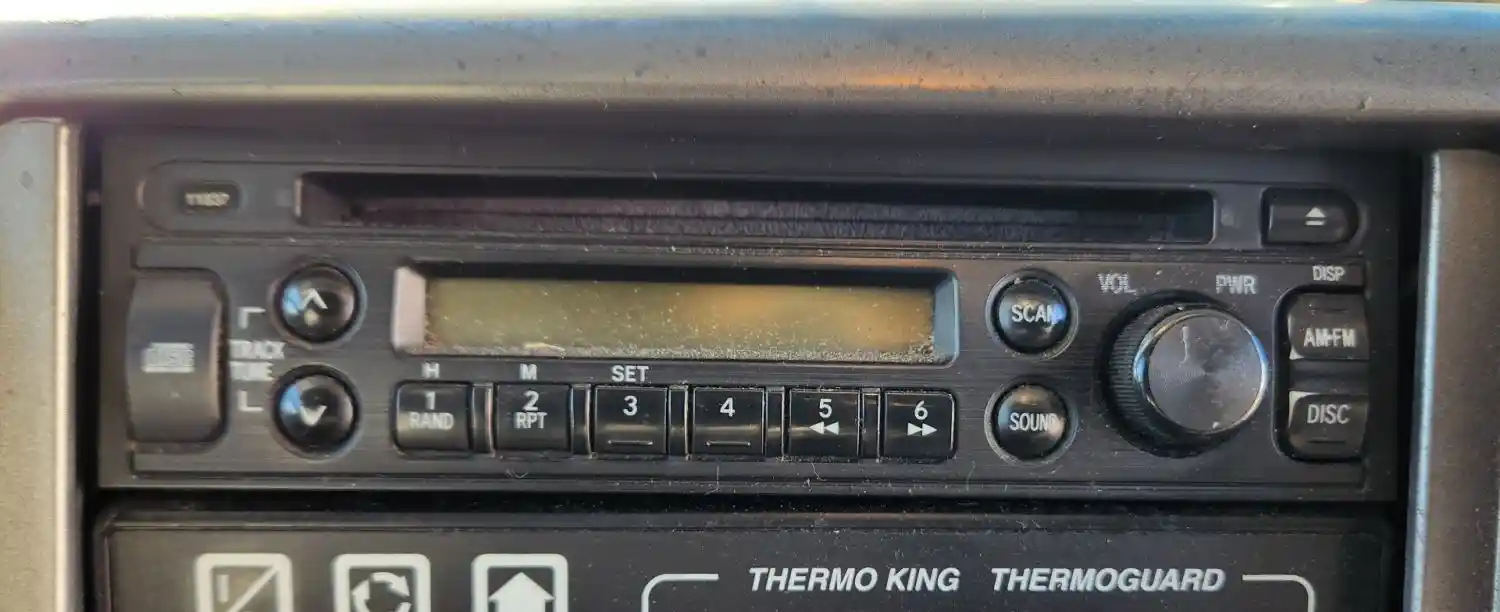 11837
DISP
VOL PWR
SCAN
AM•FM
TRACK
TUNE
H M SET
1 2 3 4 5 6
RAND RPT
SOUND
DISC
THERMO KING THERMOGUARD